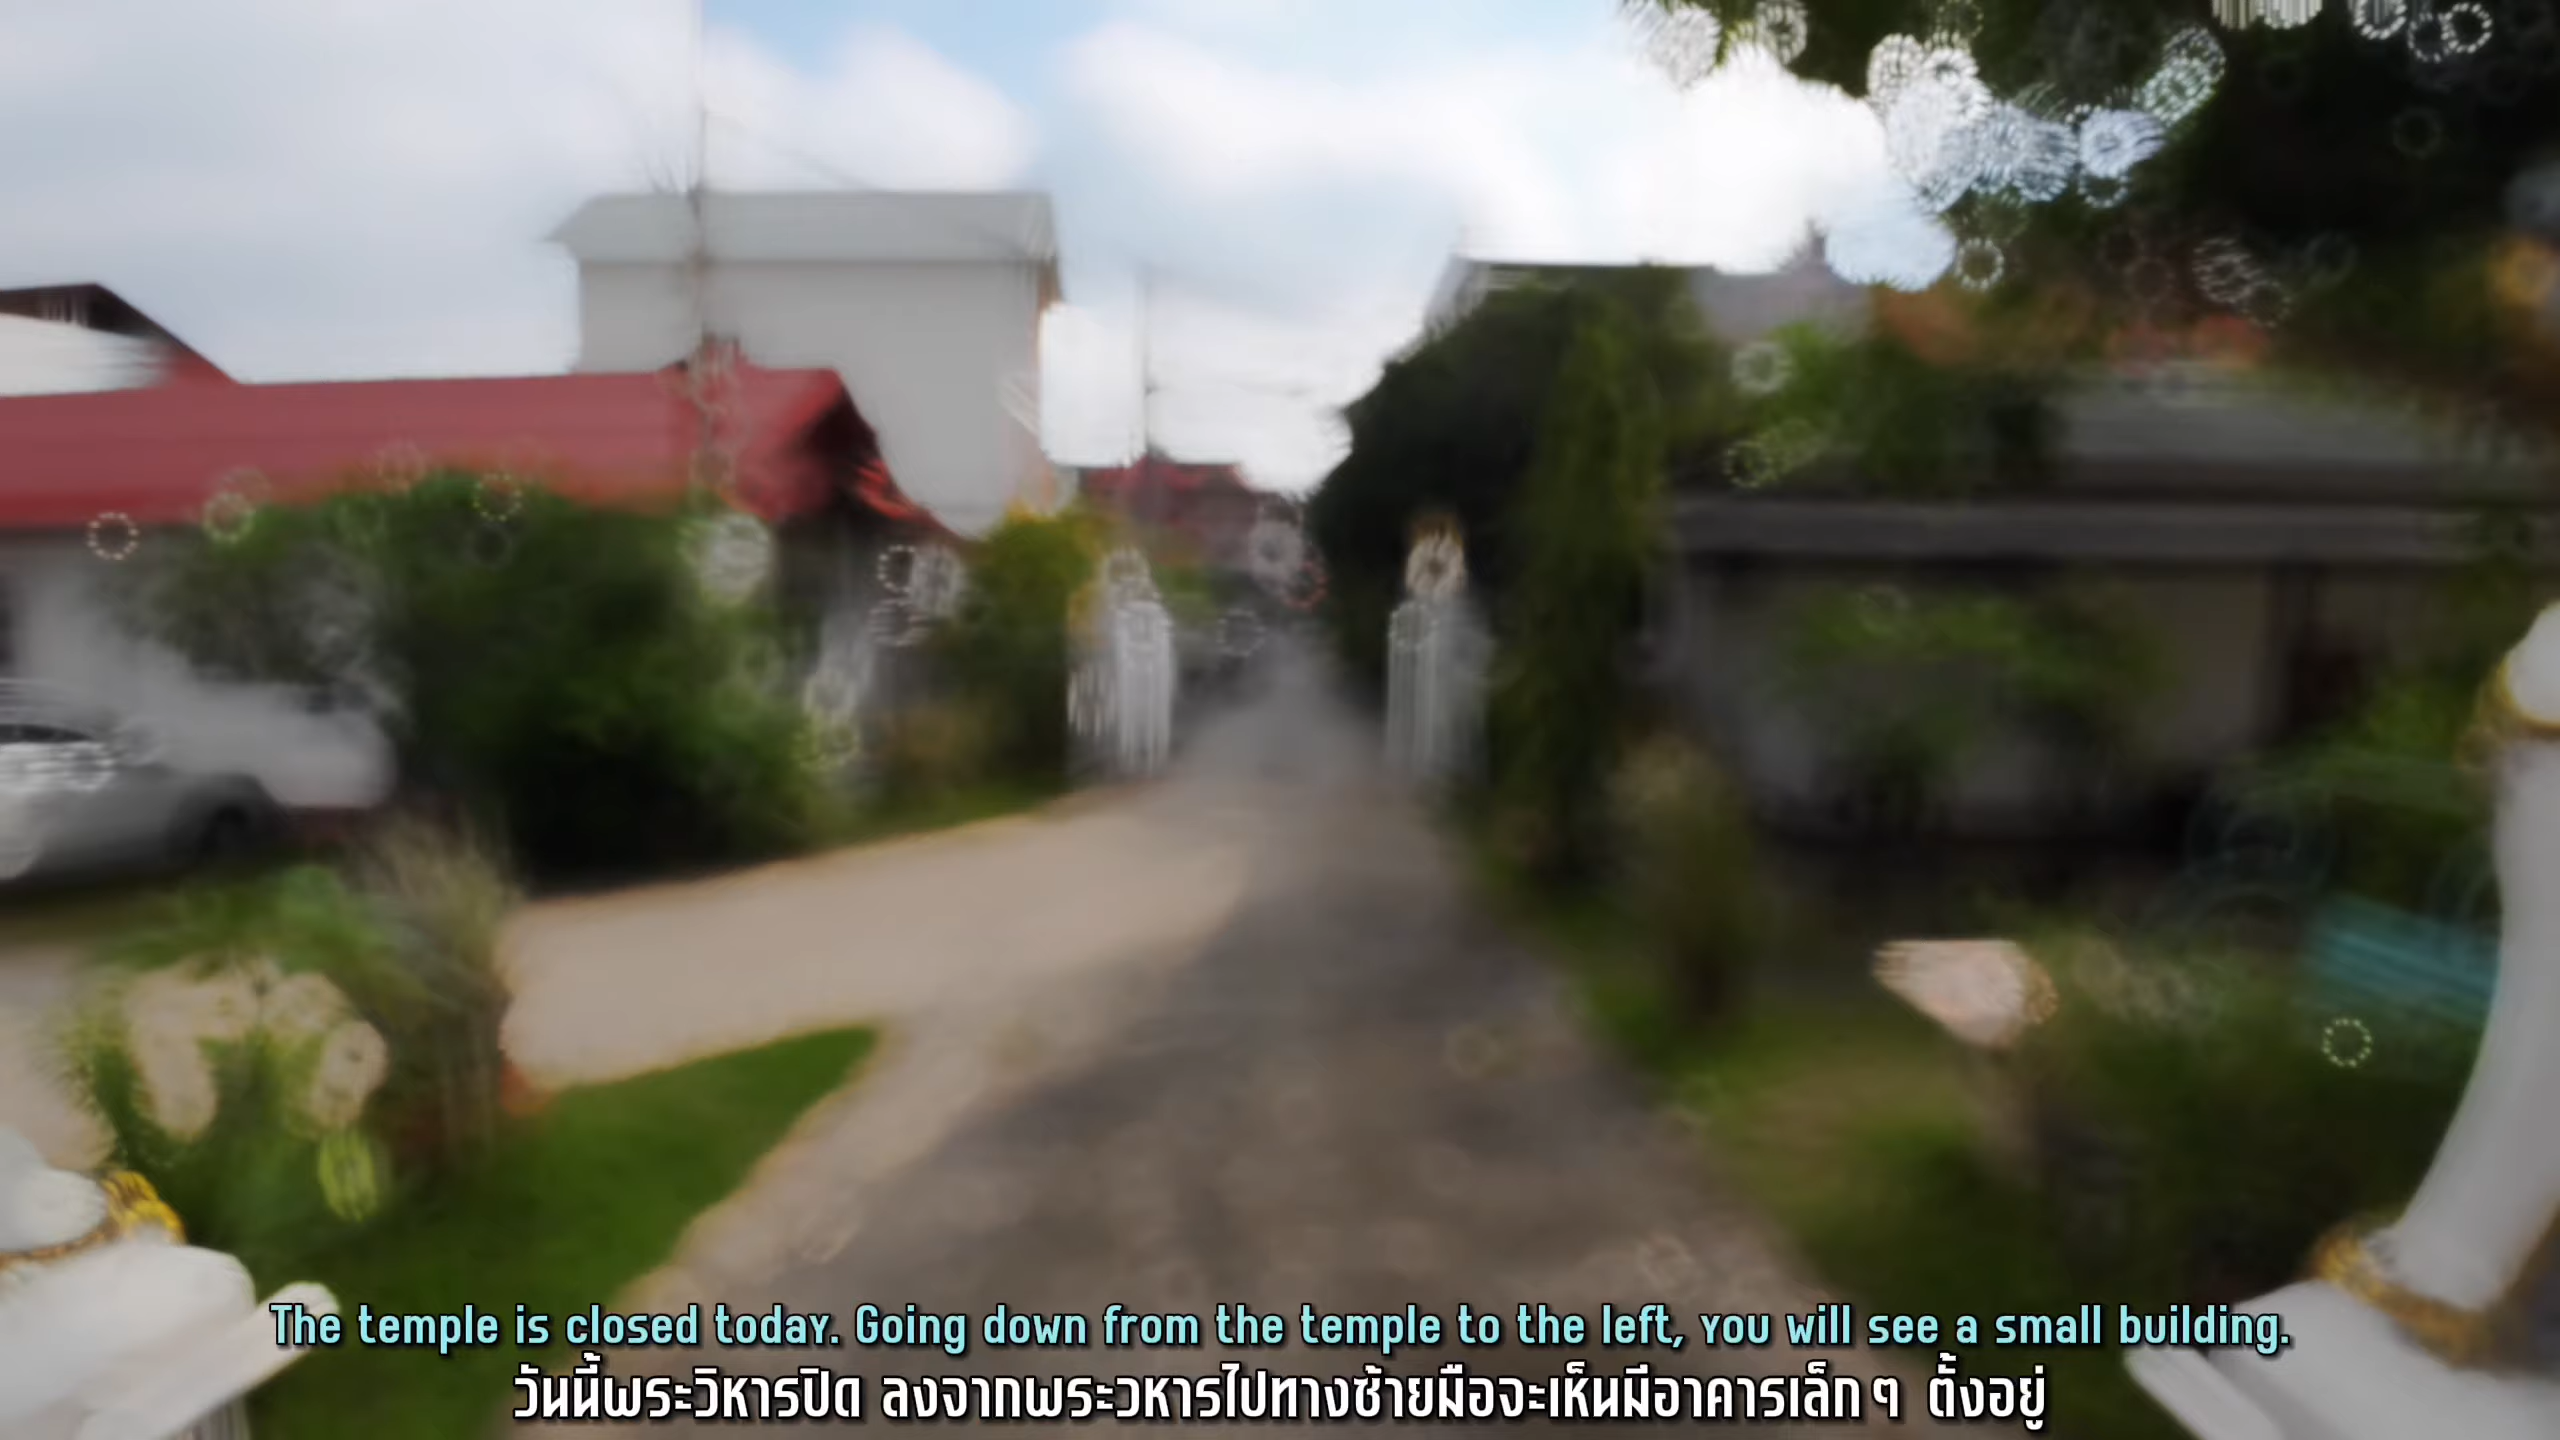 The temple is closed today. Going down from the temple to the left, you will see a small building.
วันนี้พระวิหารปิด ลงจากพระวหารไปทางซ้ายมือจะเห็นมีอาคารเล็กๆ ตั้งอยู่